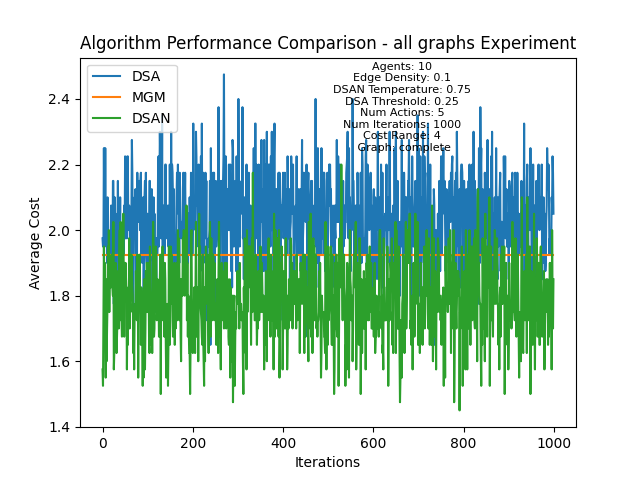 Algorithm Performance Comparison - all graphs Experiment
DSA
MGM
DSAN
Agents: 10
Edge Density: 0.1
DSAN Temperature: 0.75
DSA Threshold: 0.25
Num Actions: 5
Num Iterations: 1000
Cost Range: 4
Graph: complete
Average Cost
2.4
2.2
2.0
1.8
1.6
1.4
0 200 400 600 800 1000
Iterations